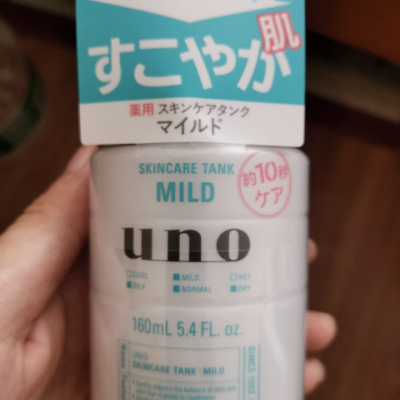 すこやか肌
薬用 スキンケアタンク
マイルド
SKINCARE TANK
MILD
約10秒
ケア
uno
COOL
MILD
HOT
OILY
NORMAL
DRY
160mL 5.4 FL. oz.
UNO
SKINCARE TANK : MILD
SINCE 1992